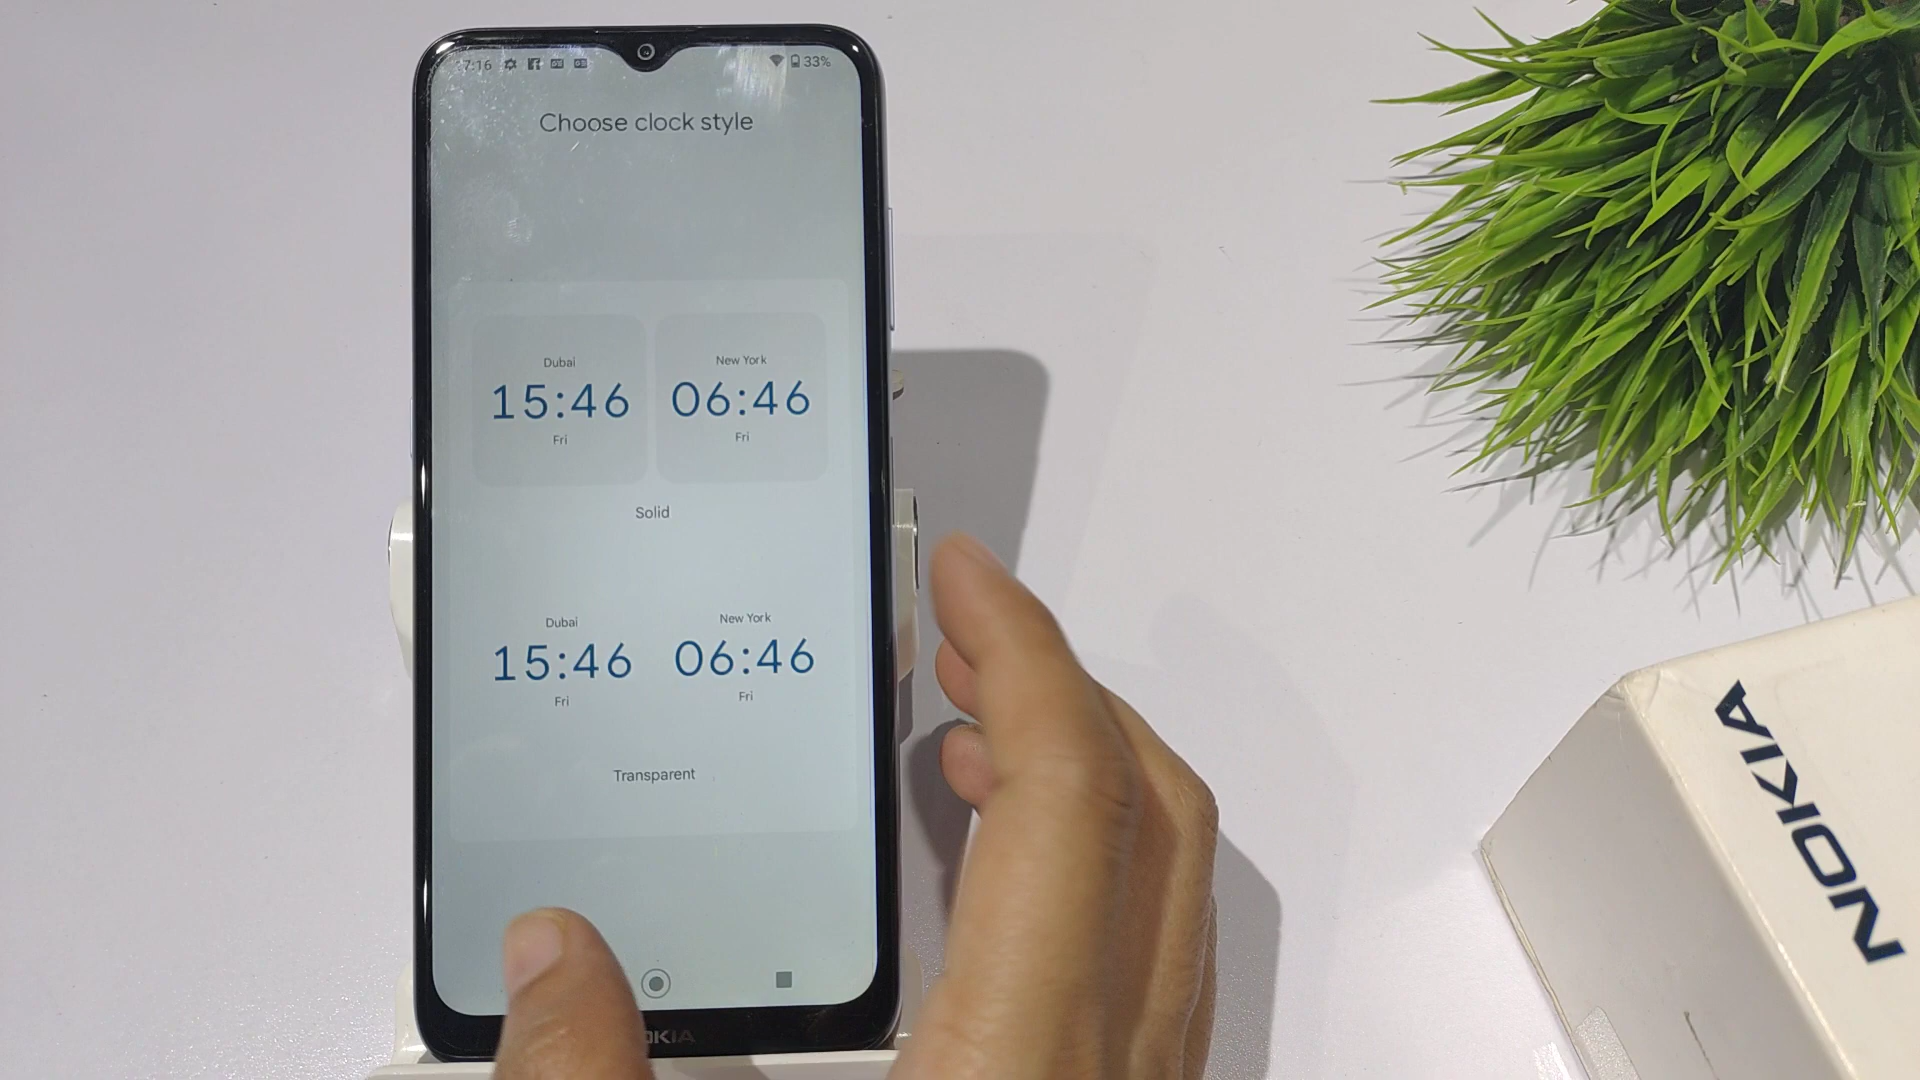 7:16 33%
Choose clock style
Dubai New York
15:46 06:46
Fri Fri
Solid
Dubai New York
15:46 06:46
Fri Fri
Transparent
OKIA
NOKIA